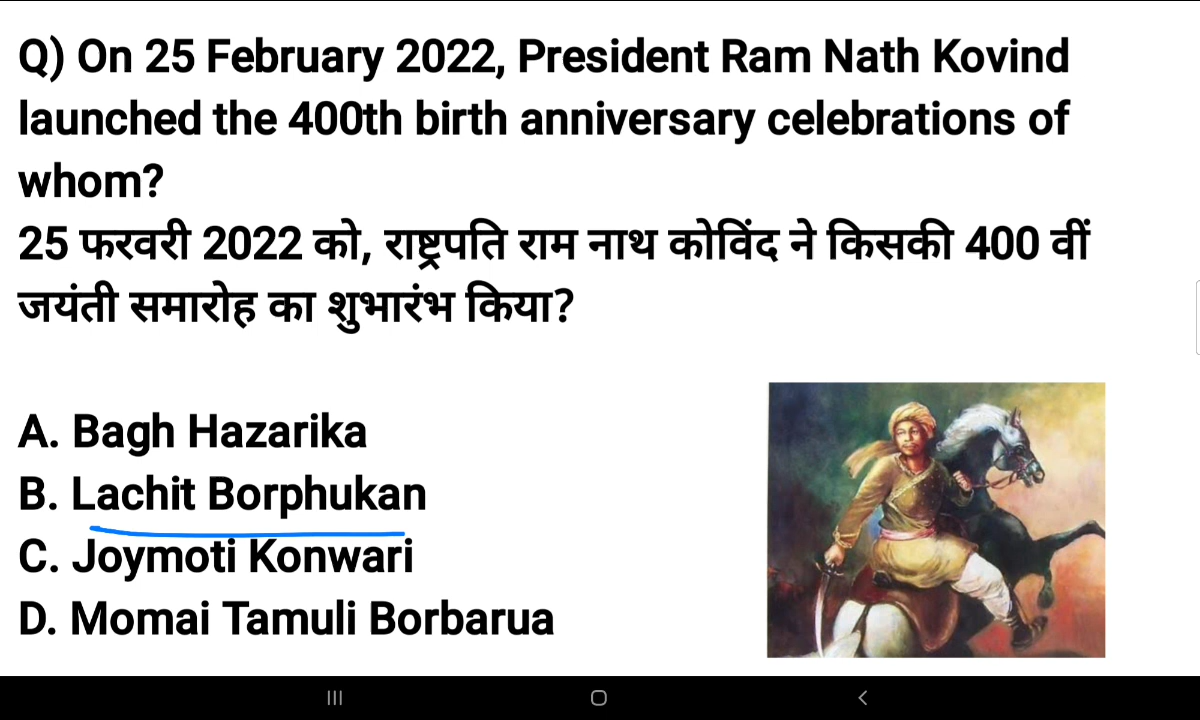 Q) On 25 February 2022, President Ram Nath Kovind
launched the 400th birth anniversary celebrations of
whom?
25 फरवरी 2022 को, राष्ट्रपति राम नाथ कोविंद ने किसकी 400 वीं
जयंती समारोह का शुभारंभ किया?
A. Bagh Hazarika
B. Lachit Borphukan
C. Joymoti Konwari
D. Momai Tamuli Borbarua